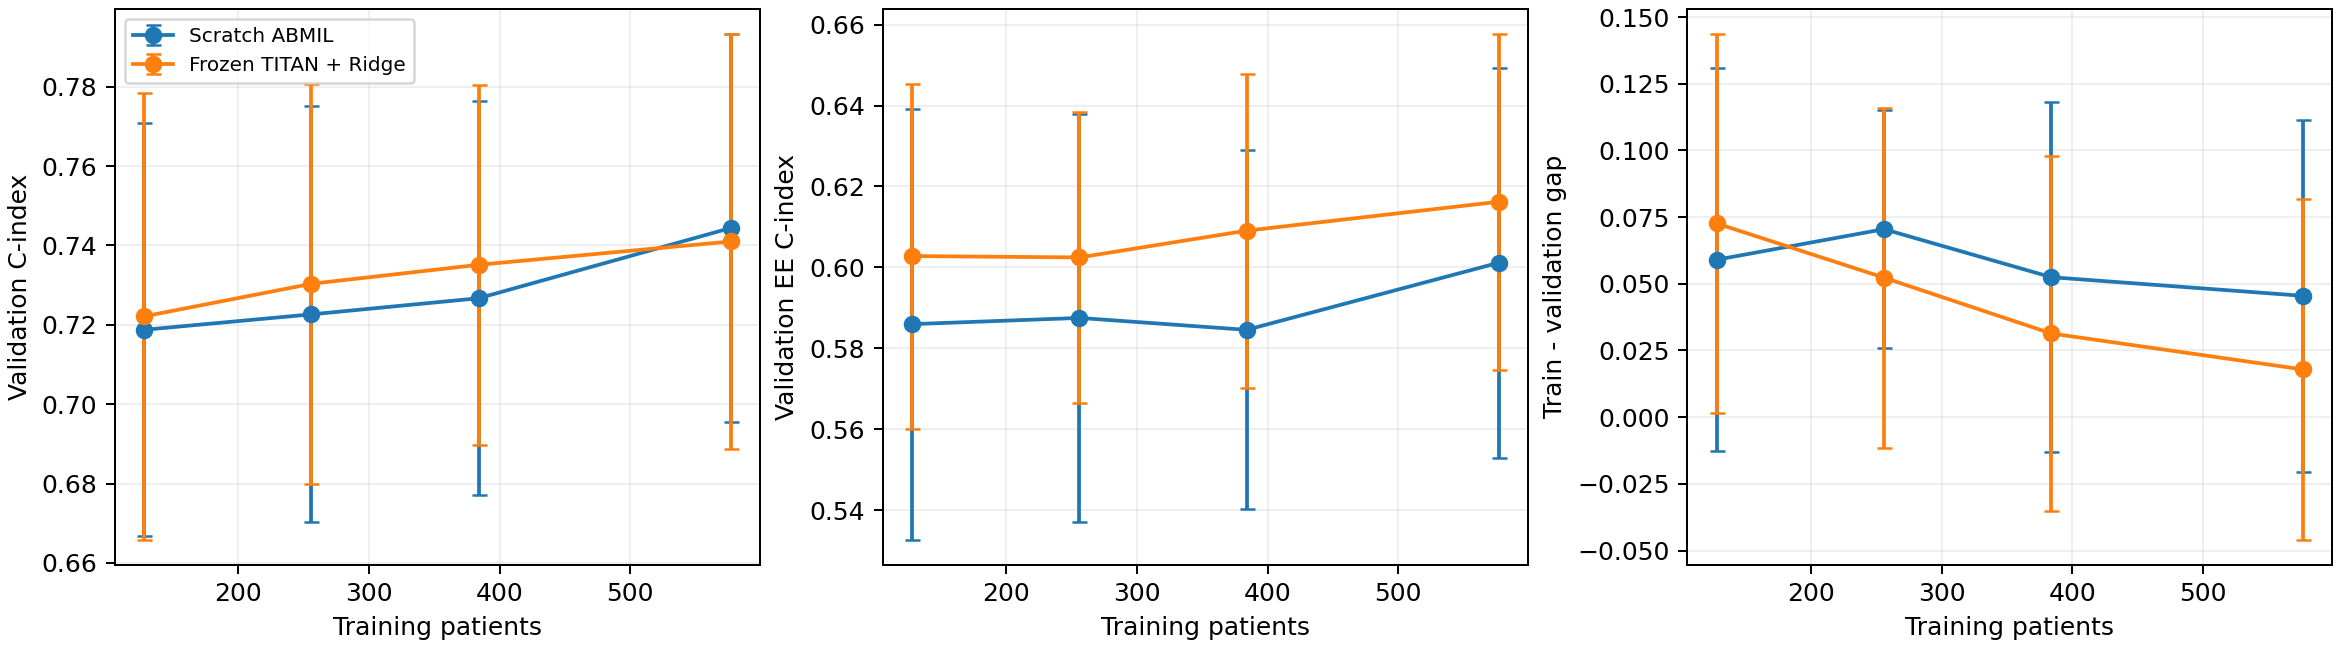 Validation C-index
0.78
0.76
0.74
0.72
0.70
0.68
0.66
Scratch ABMIL
Frozen TITAN + Ridge
200 300 400 500
Training patients
Validation EE C-index
0.66
0.64
0.62
0.60
0.58
0.56
0.54
200 300 400 500
Training patients
Train - validation gap
0.150
0.125
0.100
0.075
0.050
0.025
0.000
−0.025
−0.050
200 300 400 500
Training patients